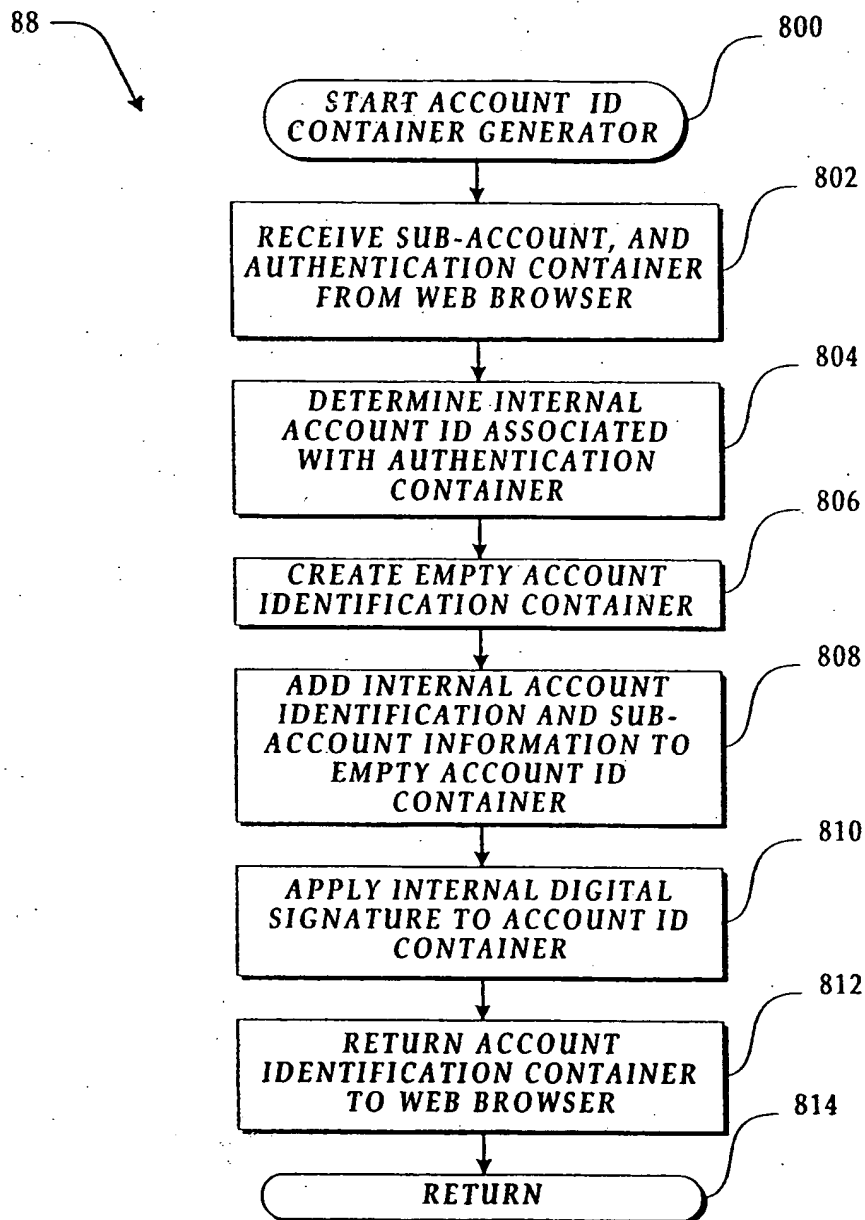 88
800
START ACCOUNT ID
CONTAINER GENERATOR
802
RECEIVE SUB-ACCOUNT, AND
AUTHENTICATION CONTAINER
FROM WEB BROWSER
804
DETERMINE INTERNAL
ACCOUNT ID ASSOCIATED
WITH AUTHENTICATION
CONTAINER
806
CREATE EMPTY ACCOUNT
IDENTIFICATION CONTAINER
808
ADD INTERNAL ACCOUNT
IDENTIFICATION AND SUB-
ACCOUNT INFORMATION TO
EMPTY ACCOUNT ID
CONTAINER
810
APPLY INTERNAL DIGITAL
SIGNATURE TO ACCOUNT ID
CONTAINER
812
RETURN ACCOUNT
IDENTIFICATION CONTAINER
TO WEB BROWSER
814
RETURN